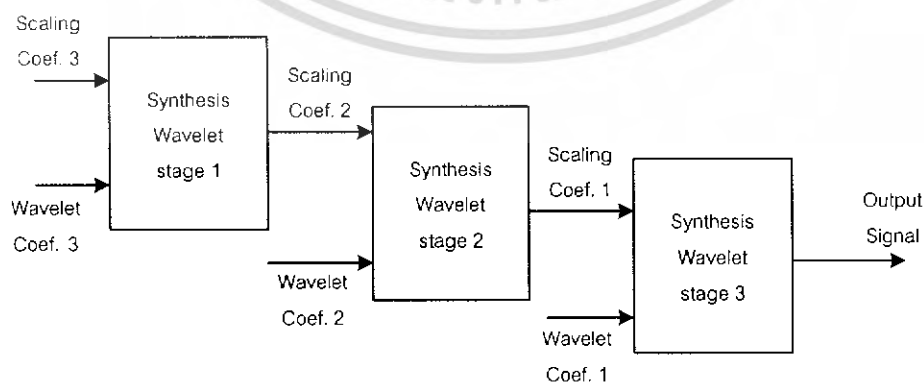 Scaling
Coef. 3
Synthesis
Wavelet
stage 1
Wavelet
Coef. 3
Scaling
Coef. 2
Synthesis
Wavelet
stage 2
Wavelet
Coef. 2
Scaling
Coef. 1
Synthesis
Wavelet
stage 3
Wavelet
Coef. 1
Output
Signal